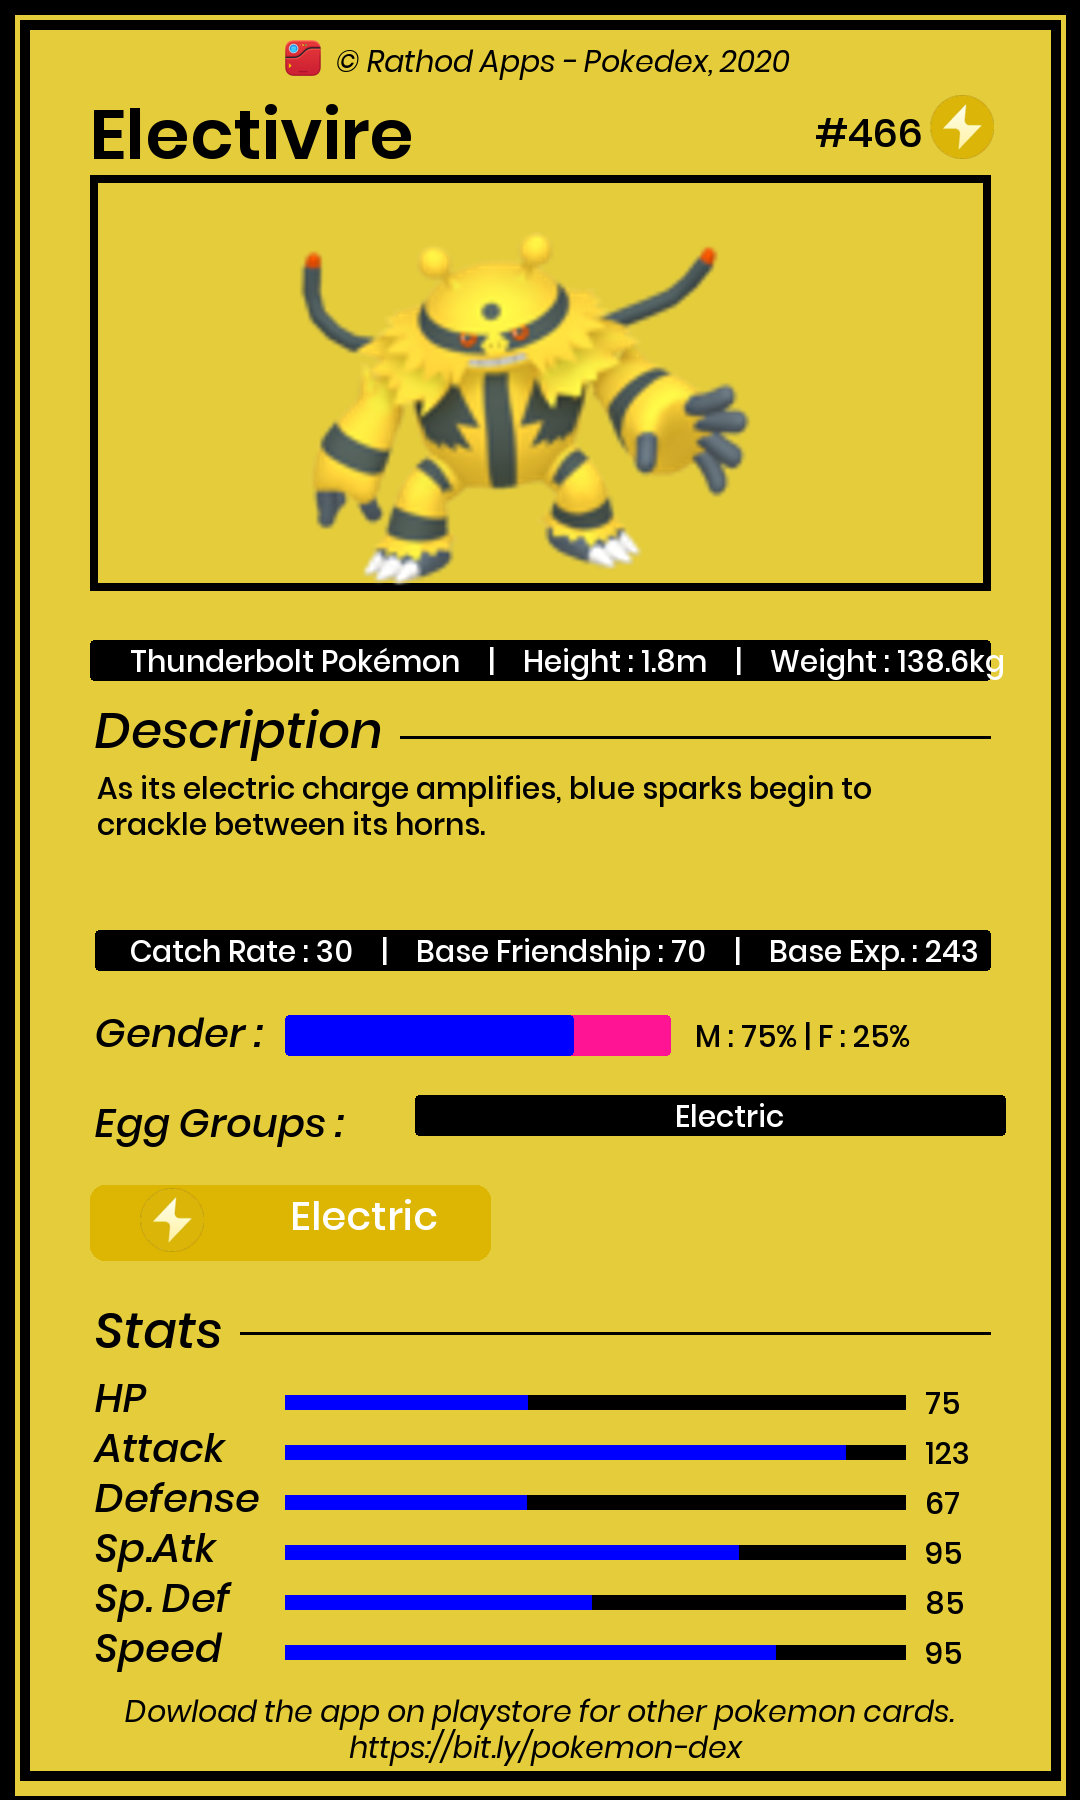 © Rathod Apps - Pokedex, 2020
Electivire #466
Thunderbolt Pokémon | Height : 1.8m | Weight : 138.6kg
Description
As its electric charge amplifies, blue sparks begin to
crackle between its horns.
Catch Rate : 30 | Base Friendship : 70 | Base Exp. : 243
Gender : M : 75% | F : 25%
Egg Groups : Electric
Electric
Stats
HP 75
Attack 123
Defense 67
Sp.Atk 95
Sp. Def 85
Speed 95
Dowload the app on playstore for other pokemon cards.
https://bit.ly/pokemon-dex